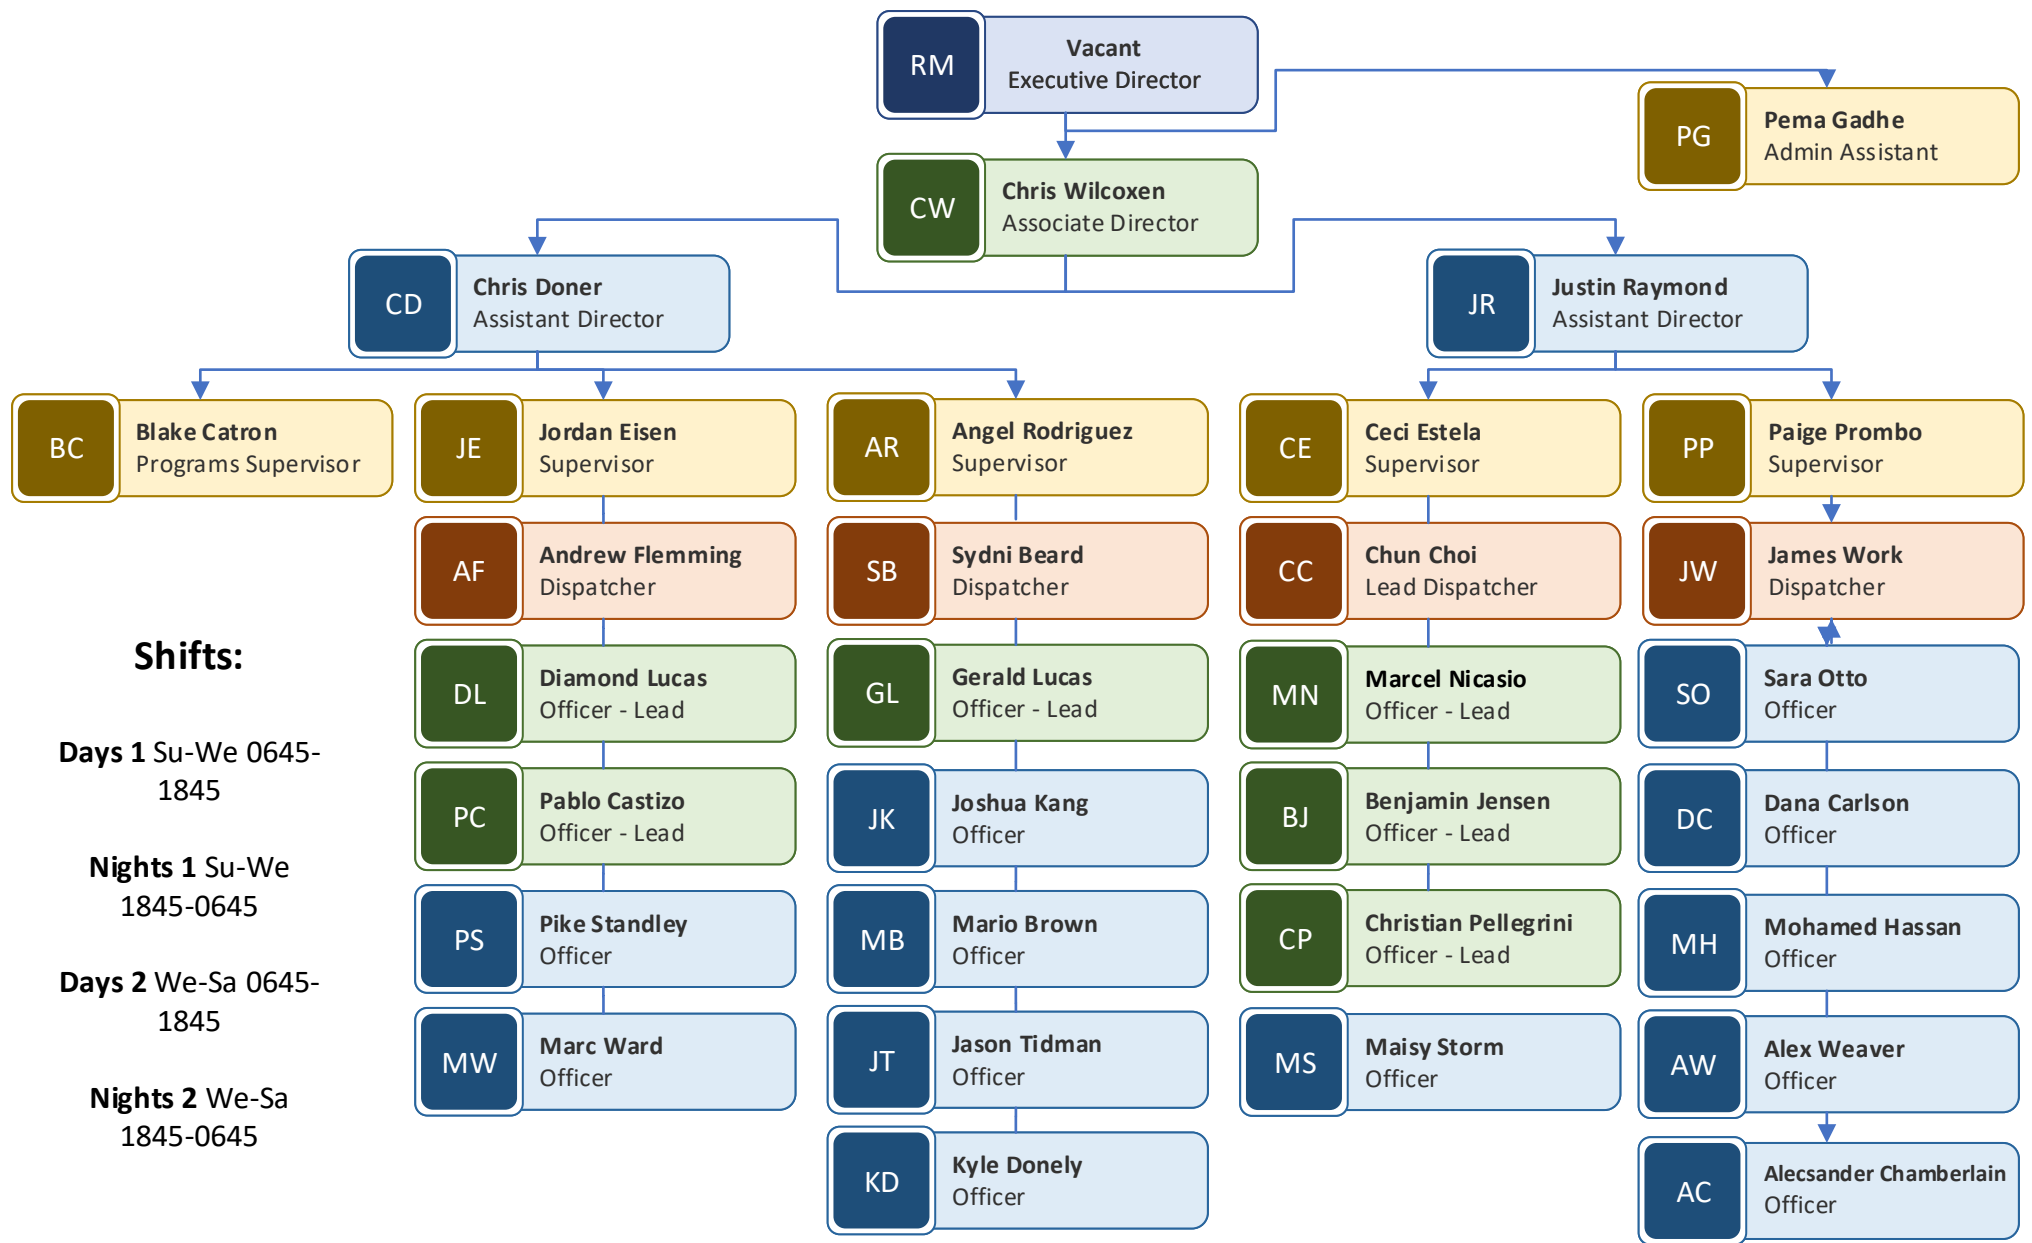 RM
Vacant
Executive Director
PG
Pema Gadhe
Admin Assistant
CW
Chris Wilcoxen
Associate Director
CD
Chris Doner
Assistant Director
JR
Justin Raymond
Assistant Director
BC
Blake Catron
Programs Supervisor
JE
Jordan Eisen
Supervisor
AR
Angel Rodriguez
Supervisor
CE
Ceci Estela
Supervisor
PP
Paige Prombo
Supervisor
AF
Andrew Flemming
Dispatcher
SB
Sydni Beard
Dispatcher
CC
Chun Choi
Lead Dispatcher
JW
James Work
Dispatcher
DL
Diamond Lucas
Officer - Lead
GL
Gerald Lucas
Officer - Lead
MN
Marcel Nicasio
Officer - Lead
SO
Sara Otto
Officer
PC
Pablo Castizo
Officer - Lead
JK
Joshua Kang
Officer
BJ
Benjamin Jensen
Officer - Lead
DC
Dana Carlson
Officer
PS
Pike Standley
Officer
MB
Mario Brown
Officer
CP
Christian Pellegrini
Officer - Lead
MH
Mohamed Hassan
Officer
MW
Marc Ward
Officer
JT
Jason Tidman
Officer
MS
Maisy Storm
Officer
AW
Alex Weaver
Officer
KD
Kyle Donely
Officer
AC
Alecsander Chamberlain
Officer
Shifts:
Days 1 Su-We 0645-
1845
Nights 1 Su-We
1845-0645
Days 2 We-Sa 0645-
1845
Nights 2 We-Sa
1845-0645